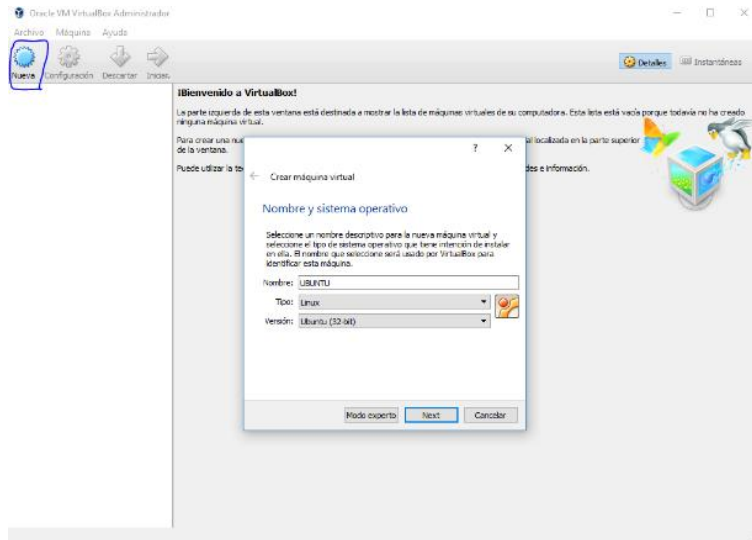 Oracle VM VirtualBox Administrador
Archivo Máquina Ayuda
Nueva Configuración Descartar Iniciar
Detalles Instantáneas
¡Bienvenido a VirtualBox!
La parte izquierda de esta ventana está destinada a mostrar la lista de máquinas virtuales de su computadora. Esta lista está vacía porque todavía no ha creado
ninguna máquina virtual.
Para crear una nue
al localizada en la parte superior
de la ventana.
Puede utilizar la te
des e información.
? ×
Crear máquina virtual
Nombre y sistema operativo
Seleccione un nombre descriptivo para la nueva máquina virtual y
seleccione el tipo de sistema operativo que tiene intención de instalar
en ella. El nombre que seleccione será usado por VirtualBox para
identificar esta máquina.
Nombre: UBUNTU
Tipo: Linux
Versión: Ubuntu (32-bit)
Modo experto Next Cancelar